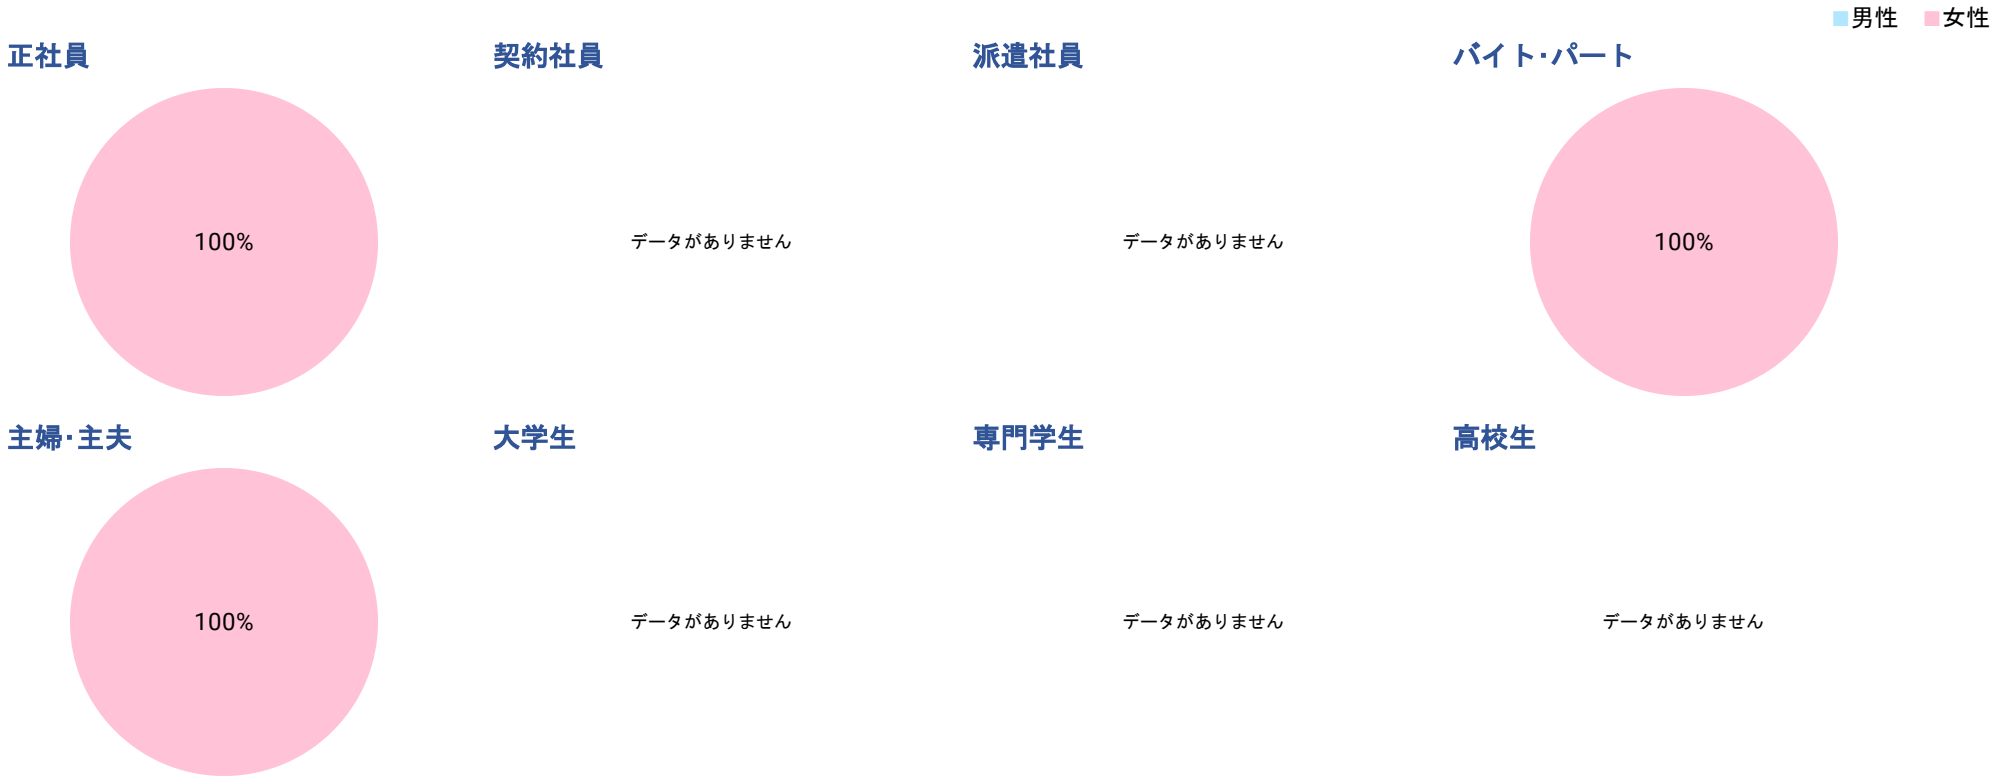 男性 女性
正社員 契約社員 派遣社員 バイト・パート
100% データがありません データがありません 100%
主婦・主夫 大学生 専門学生 高校生
100% データがありません データがありません データがありません